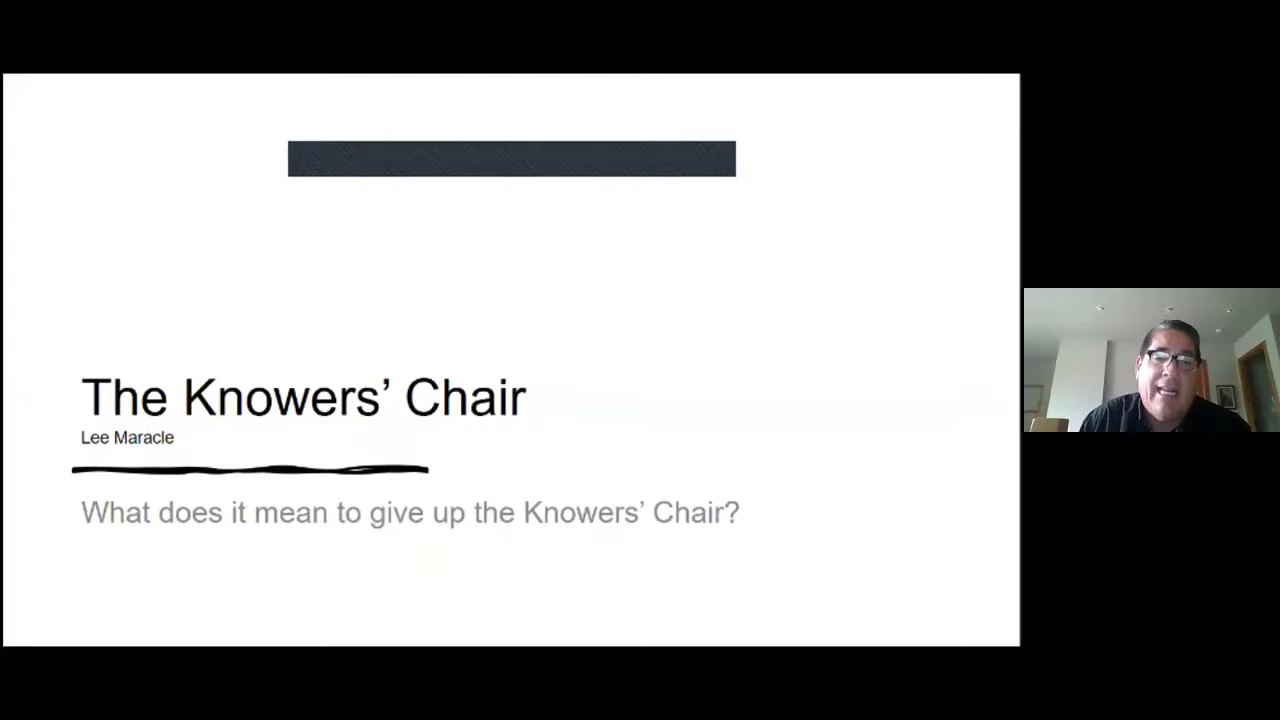 The Knowers’ Chair
Lee Maracle
What does it mean to give up the Knowers’ Chair?